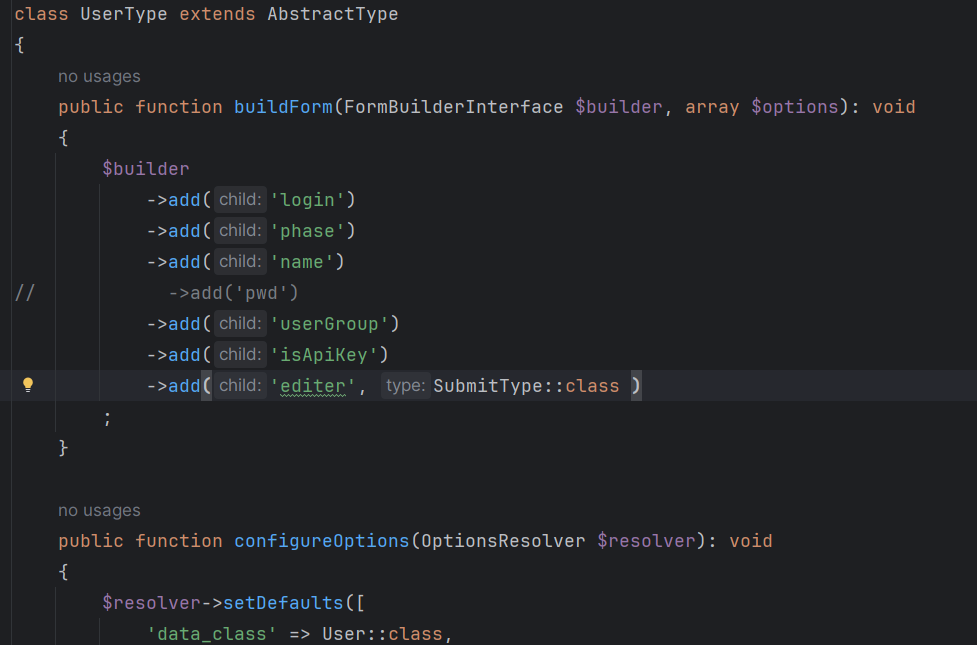 class UserType extends AbstractType
{
no usages
public function buildForm(FormBuilderInterface $builder, array $options): void
{
$builder
->add( child: 'login')
->add( child: 'phase')
->add( child: 'name')
//            ->add('pwd')
->add( child: 'userGroup')
->add( child: 'isApiKey')
->add( child: 'editer',  type: SubmitType::class )
;
}
no usages
public function configureOptions(OptionsResolver $resolver): void
{
$resolver->setDefaults([
'data_class' => User::class,